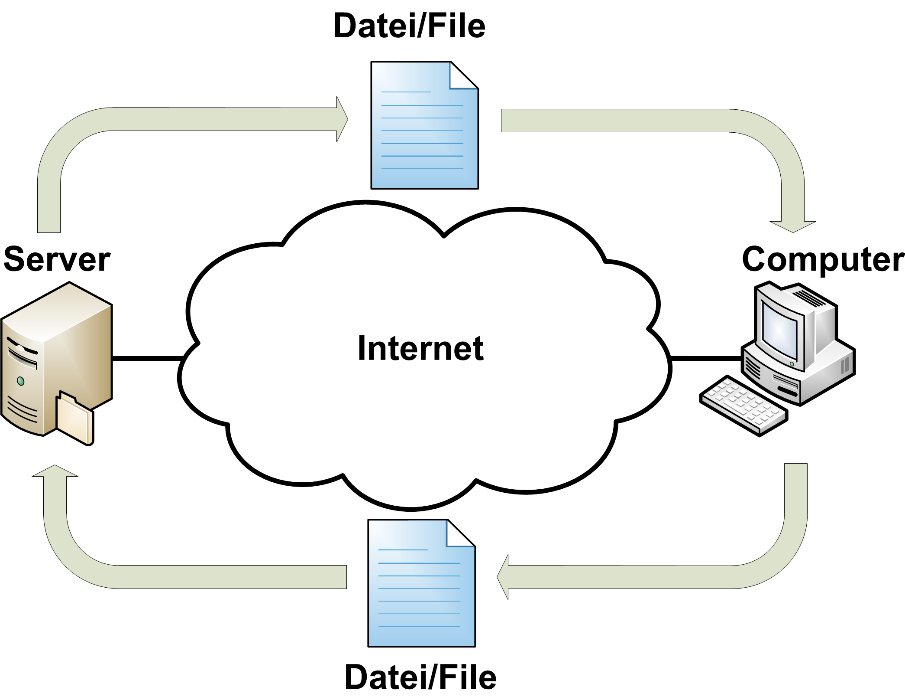 Datei/File
Server
Computer
Internet
Datei/File